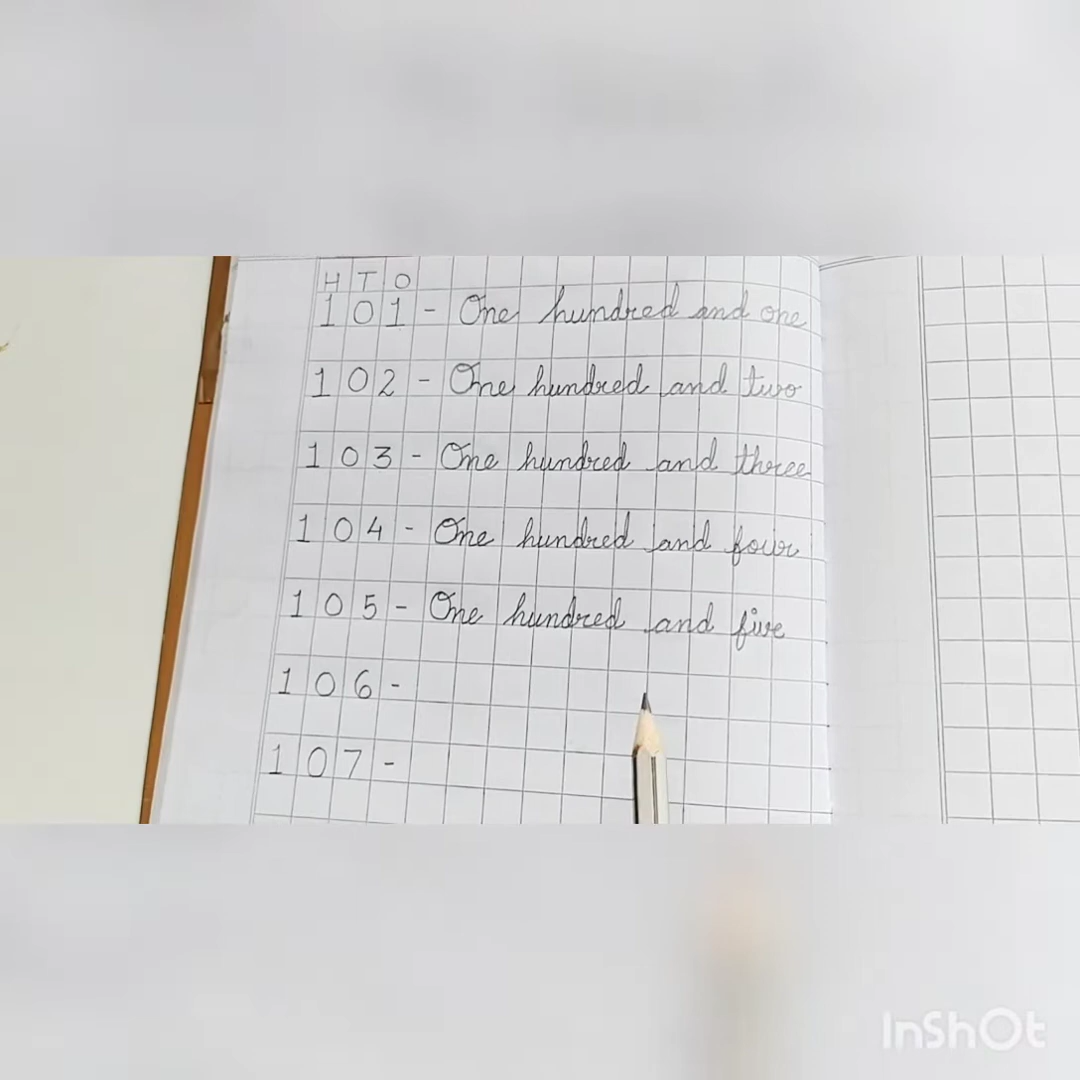 H T O
101 - One hundred and one
102 - One hundred and two
103 - One hundred and three
104 - One hundred and four
105 - One hundred and five
106 -
107 -
InShOt